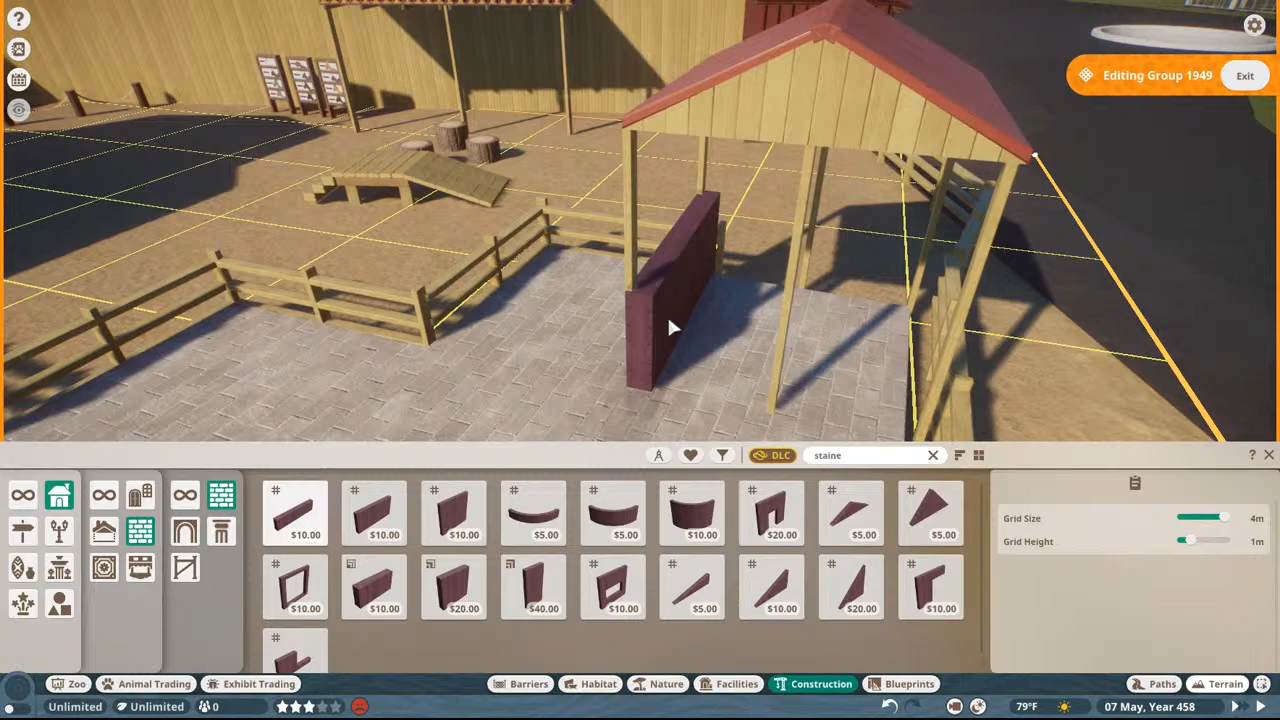 ?
Editing Group 1949 Exit
DLC staine
? ×
$10.00 $10.00 $10.00 $5.00 $5.00 $10.00 $20.00 $5.00 $5.00
$10.00 $10.00 $20.00 $40.00 $10.00 $5.00 $10.00 $20.00 $10.00
Grid Size 4m
Grid Height 1m
Zoo Animal Trading Exhibit Trading Barriers Habitat Nature Facilities Construction Blueprints Paths Terrain
Unlimited Unlimited 0 79°F 07 May, Year 458